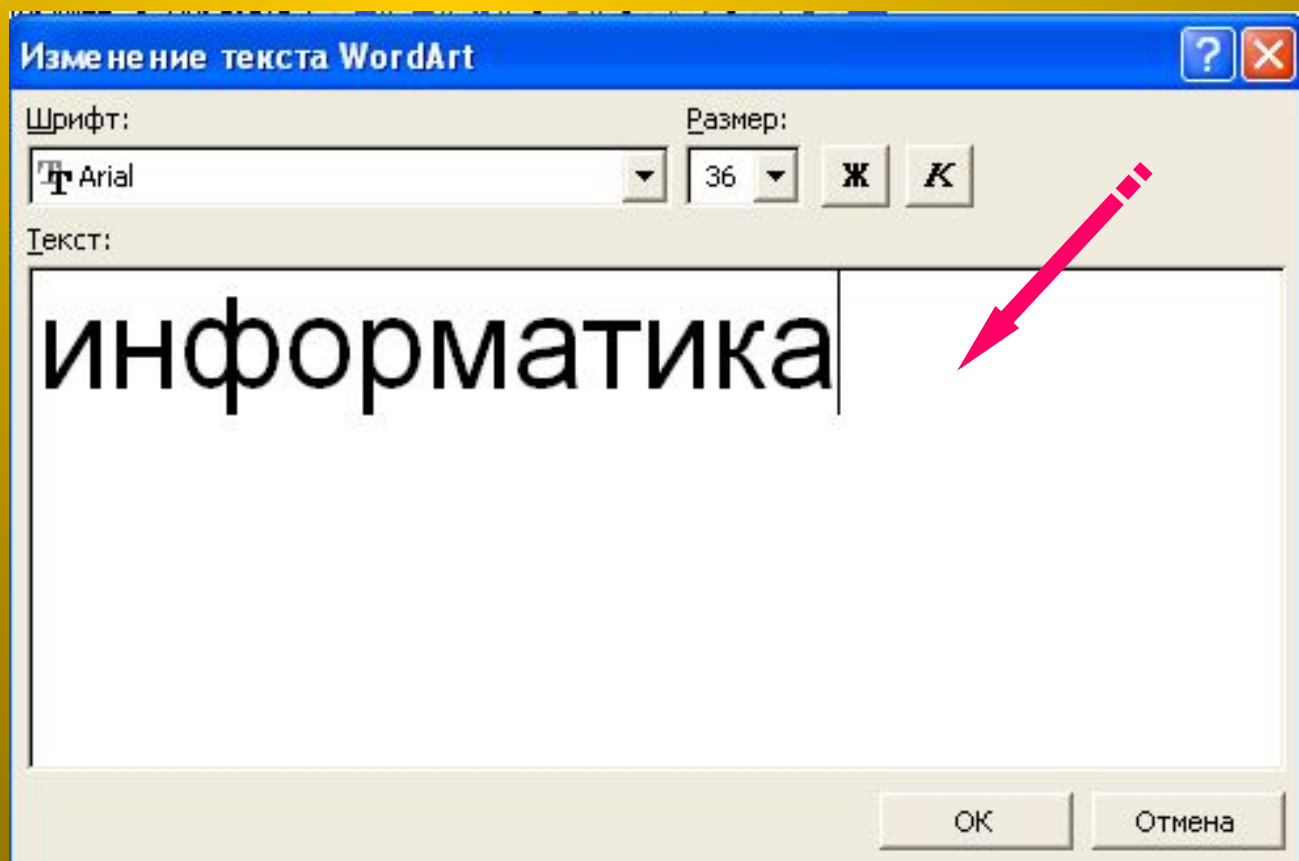 Изменение текста WordArt
Шрифт: Размер:
Arial 36 Ж К
Текст:
информатика
ОК Отмена